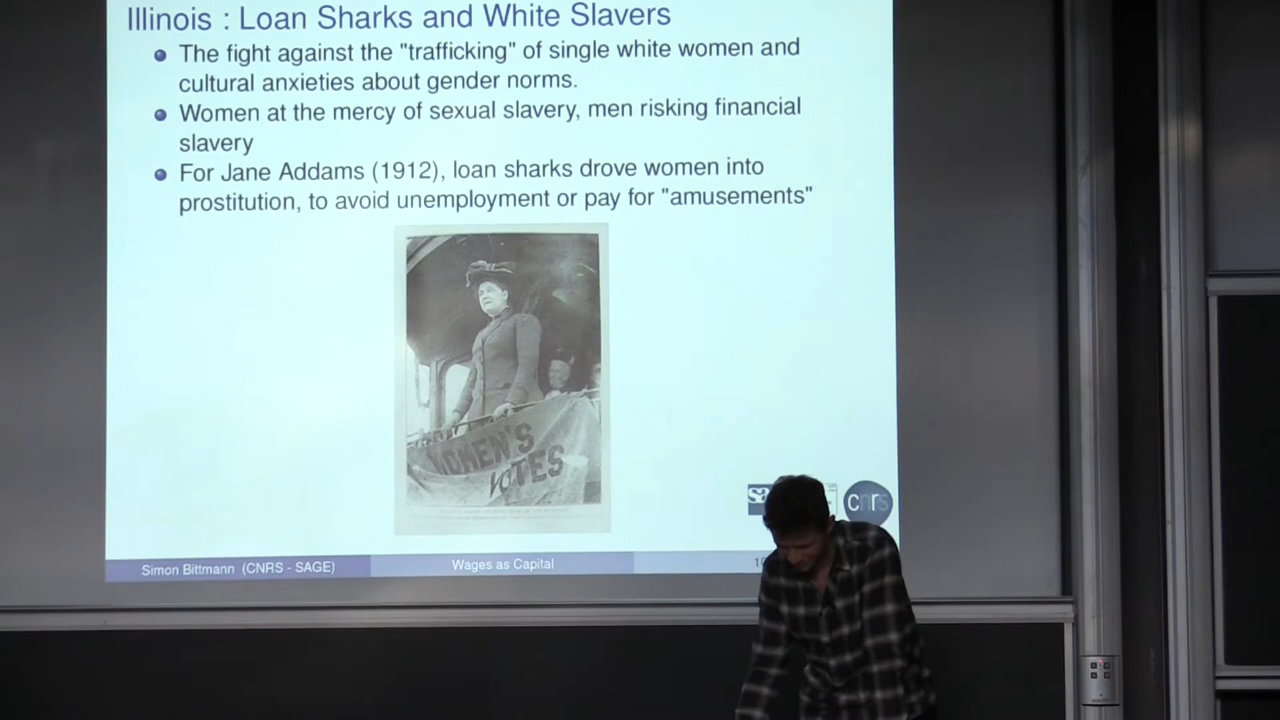 Illinois : Loan Sharks and White Slavers
The fight against the "trafficking" of single white women and
cultural anxieties about gender norms.
Women at the mercy of sexual slavery, men risking financial
slavery
For Jane Addams (1912), loan sharks drove women into
prostitution, to avoid unemployment or pay for "amusements"
WOMEN'S
VOTES
cnrs
Simon Bittmann (CNRS - SAGE)
Wages as Capital